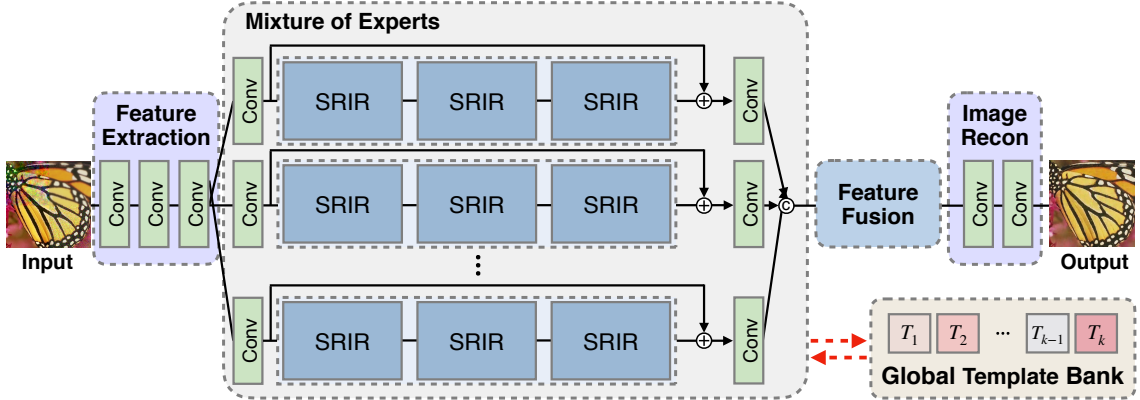 Mixture of Experts
Feature
Extraction
Conv
Conv
Conv
Input
Conv
SRIR
SRIR
SRIR
+
Conv
Conv
SRIR
SRIR
SRIR
+
Conv
...
Conv
SRIR
SRIR
SRIR
+
Conv
C
Feature
Fusion
Image
Recon
Conv
Conv
Output
T1 T2 ... Tk−1 Tk
Global Template Bank